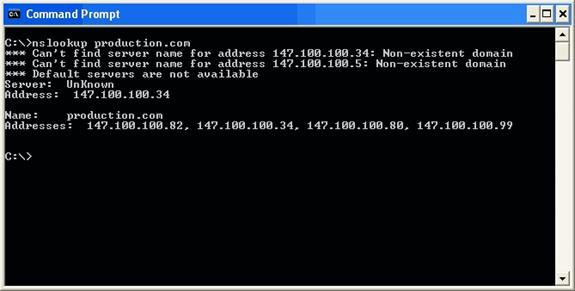 Command Prompt
C:\>nslookup production.com
*** Can't find server name for address 147.100.100.34: Non-existent domain
*** Can't find server name for address 147.100.100.5: Non-existent domain
*** Default servers are not available
Server:  UnKnown
Address:  147.100.100.34
Name:    production.com
Addresses:  147.100.100.82, 147.100.100.34, 147.100.100.80, 147.100.100.99
C:\>